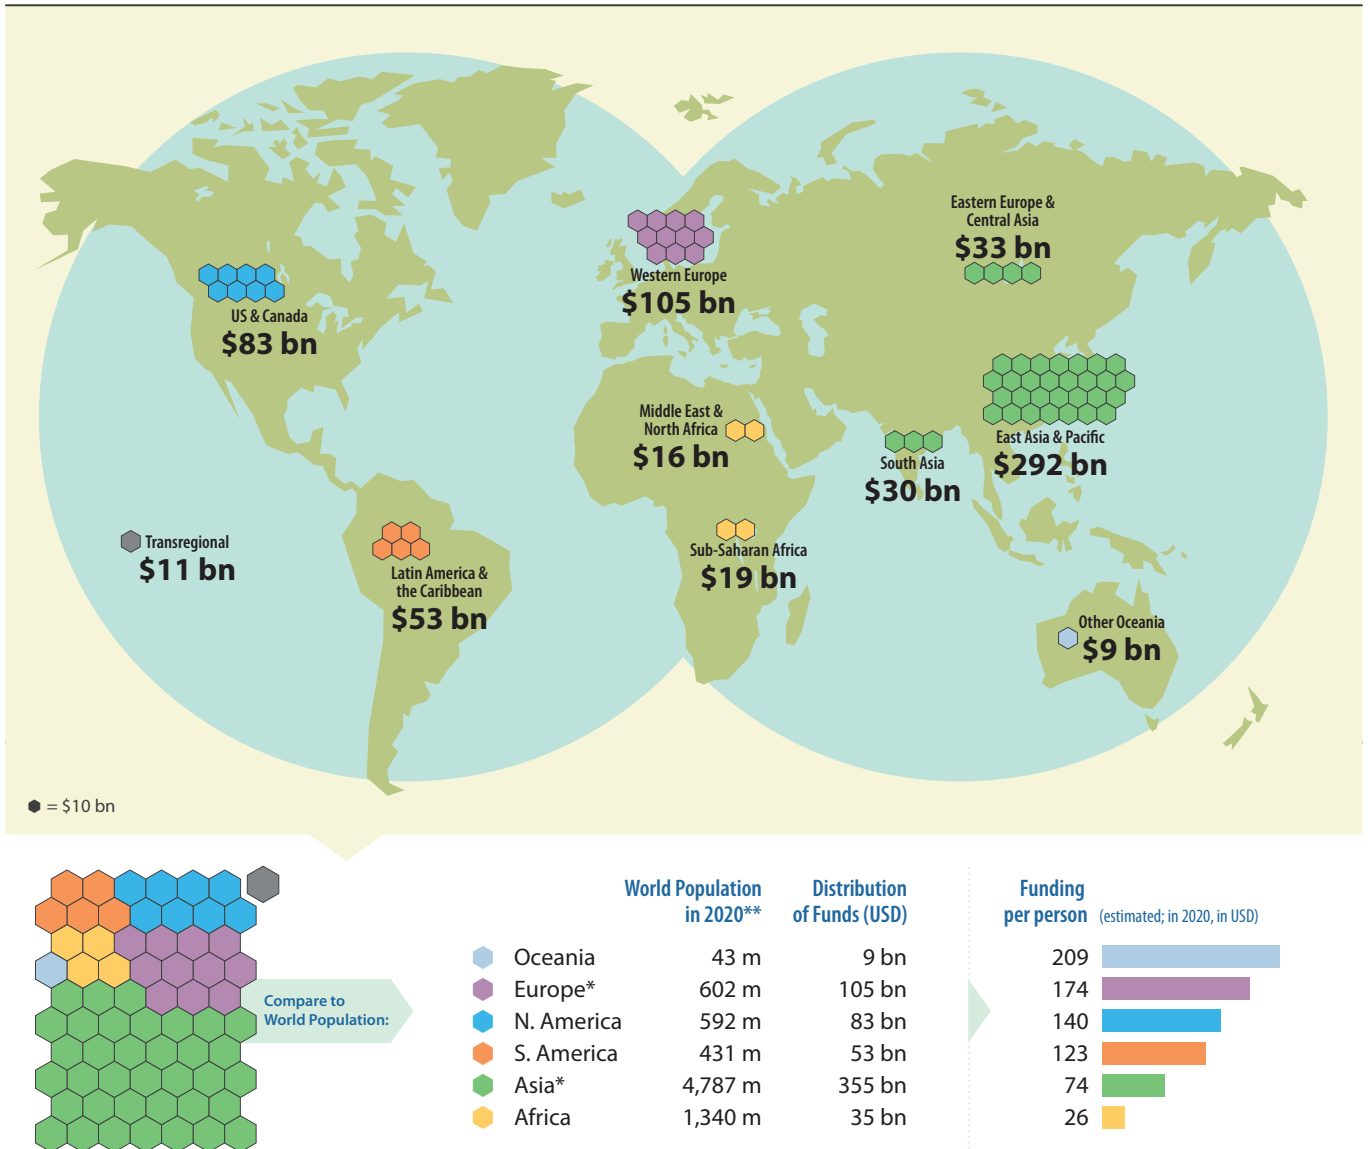 Eastern Europe &
Central Asia
$33 bn
Western Europe
$105 bn
US & Canada
$83 bn
Middle East &
North Africa
$16 bn
East Asia & Pacific
$292 bn
South Asia
$30 bn
Transregional
$11 bn
Sub-Saharan Africa
$19 bn
Latin America &
the Caribbean
$53 bn
Other Oceania
$9 bn
= $10 bn
Compare to
World Population:
World Population in 2020** Distribution of Funds (USD) Funding per person (estimated; in 2020, in USD)
Oceania 43 m 9 bn 209
Europe* 602 m 105 bn 174
N. America 592 m 83 bn 140
S. America 431 m 53 bn 123
Asia* 4,787 m 355 bn 74
Africa 1,340 m 35 bn 26